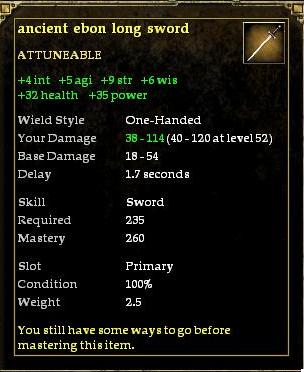 ancient ebon long sword
ATTUNEABLE
+4 int +5 agi +9 str +6 wis
+32 health +35 power
Wield Style One-Handed
Your Damage 38 - 114 (40 - 120 at level 52)
Base Damage 18 - 54
Delay 1.7 seconds
Skill Sword
Required 235
Mastery 260
Slot Primary
Condition 100%
Weight 2.5
You still have some ways to go before
mastering this item.